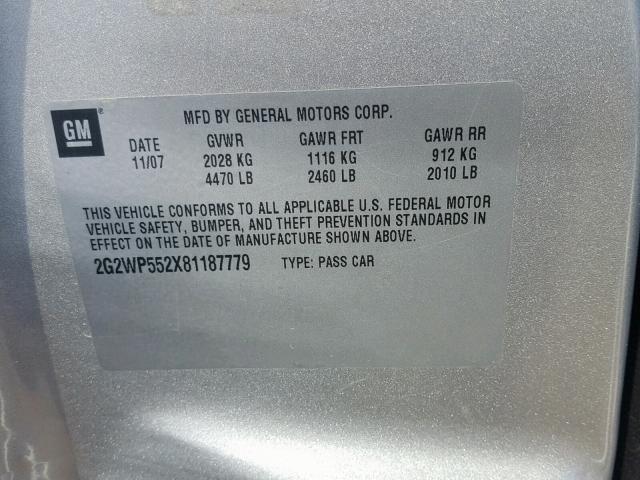 GM®
MFD BY GENERAL MOTORS CORP.
DATE GVWR GAWR FRT GAWR RR
11/07 2028 KG 1116 KG 912 KG
4470 LB 2460 LB 2010 LB
THIS VEHICLE CONFORMS TO ALL APPLICABLE U.S. FEDERAL MOTOR
VEHICLE SAFETY, BUMPER, AND THEFT PREVENTION STANDARDS IN
EFFECT ON THE DATE OF MANUFACTURE SHOWN ABOVE.
2G2WP552X81187779 TYPE: PASS CAR